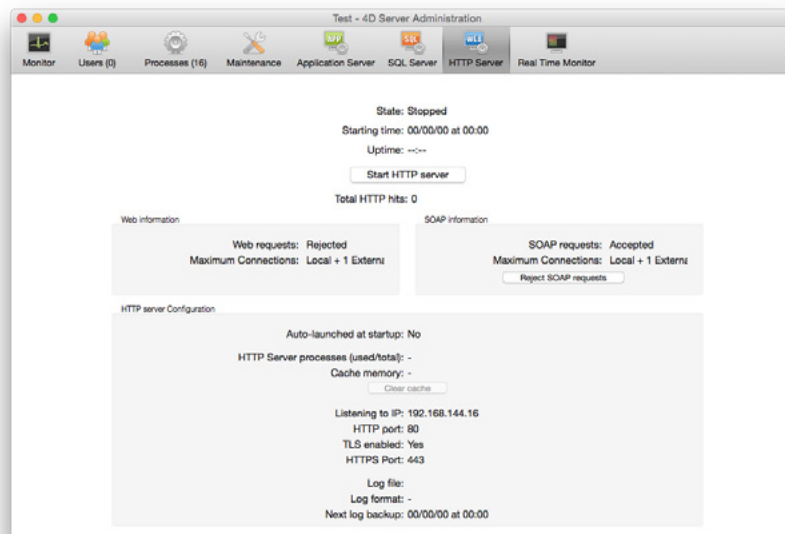 Test - 4D Server Administration
Monitor Users (0) Processes (16) Maintenance Application Server SQL Server HTTP Server Real Time Monitor
State: Stopped
Starting time: 00/00/00 at 00:00
Uptime: --:--
Start HTTP server
Total HTTP hits: 0
Web information
Web requests: Rejected
Maximum Connections: Local + 1 Externa
SOAP information
SOAP requests: Accepted
Maximum Connections: Local + 1 Externa
Reject SOAP requests
HTTP server Configuration
Auto-launched at startup: No
HTTP Server processes (used/total): -
Cache memory: -
Clear cache
Listening to IP: 192.168.144.16
HTTP port: 80
TLS enabled: Yes
HTTPS Port: 443
Log file:
Log format: -
Next log backup: 00/00/00 at 00:00